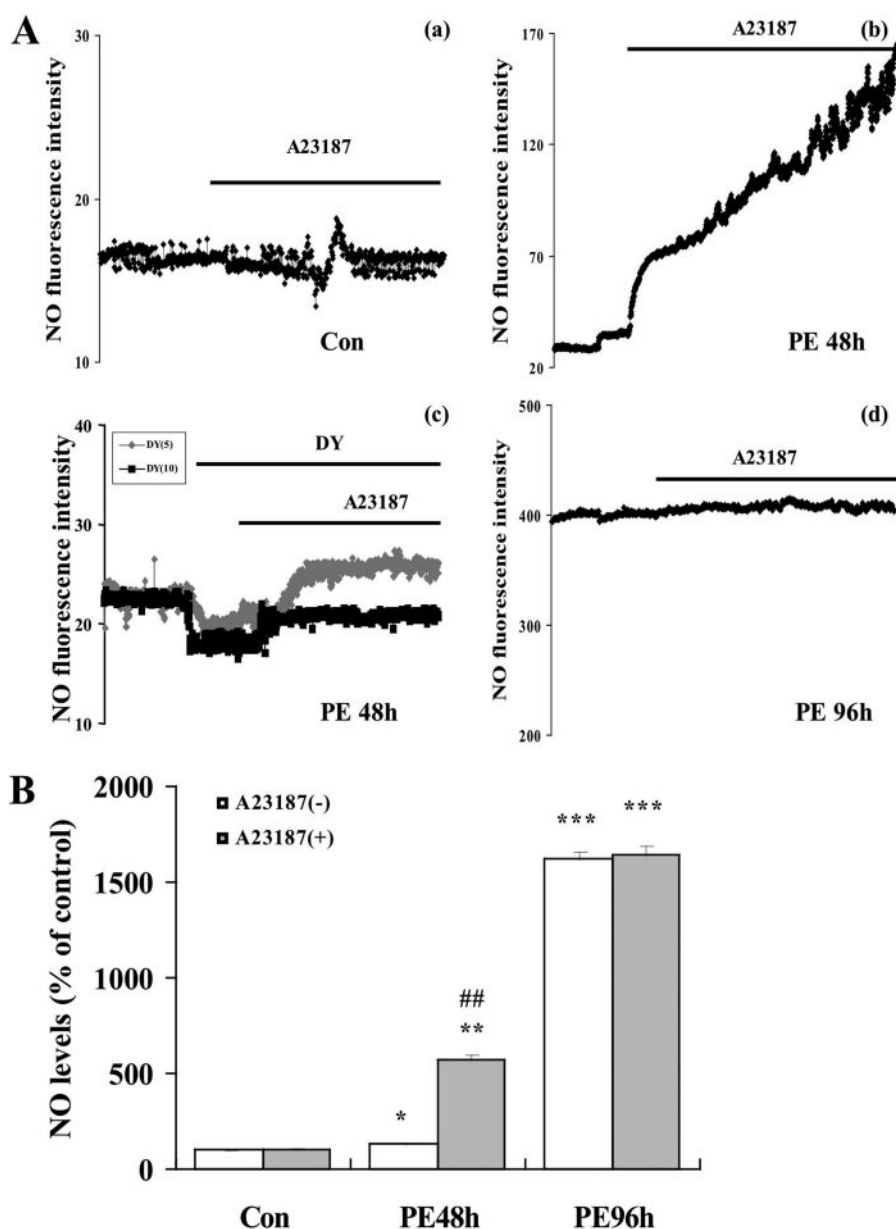 A
(a)
NO fluorescence intensity
30
20
10
A23187
Con
(b)
NO fluorescence intensity
170
120
70
20
A23187
PE 48h
(c)
NO fluorescence intensity
40
30
20
10
DY(5)
DY(10)
DY
A23187
PE 48h
(d)
NO fluorescence intensity
500
400
300
200
A23187
PE 96h
B
NO levels (% of control)
2000
1500
1000
500
0
A23187(-)
A23187(+)
*
##
**
***
***
Con
PE48h
PE96h